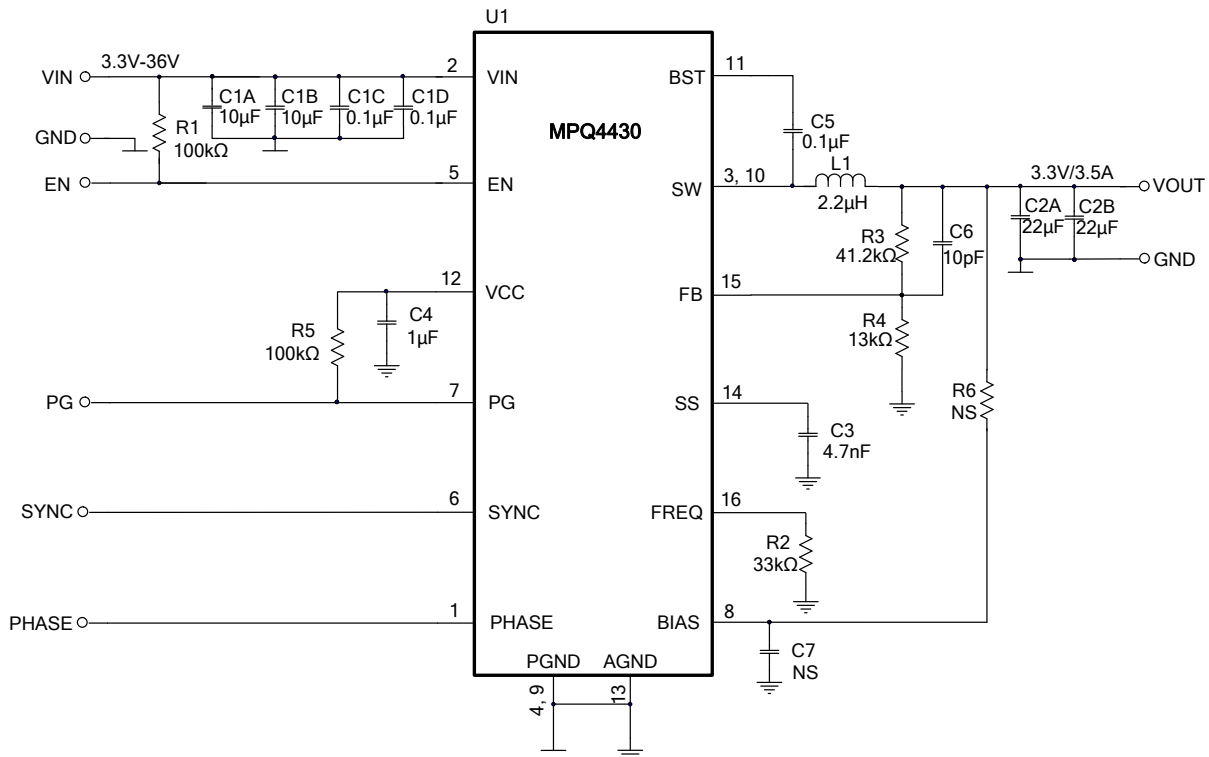 U1
MPQ4430
VIN
3.3V-36V
2
VIN
C1A
10µF
C1B
10µF
C1C
0.1µF
C1D
0.1µF
GND
R1
100kΩ
EN
5
EN
12
VCC
C4
1µF
R5
100kΩ
PG
7
PG
SYNC
6
SYNC
PHASE
1
PHASE
PGND
AGND
4, 9
13
BST
11
C5
0.1µF
SW
3, 10
L1
2.2µH
3.3V/3.5A
VOUT
C2A
22µF
C2B
22µF
GND
R3
41.2kΩ
C6
10pF
FB
15
R4
13kΩ
SS
14
C3
4.7nF
R6
NS
FREQ
16
R2
33kΩ
BIAS
8
C7
NS